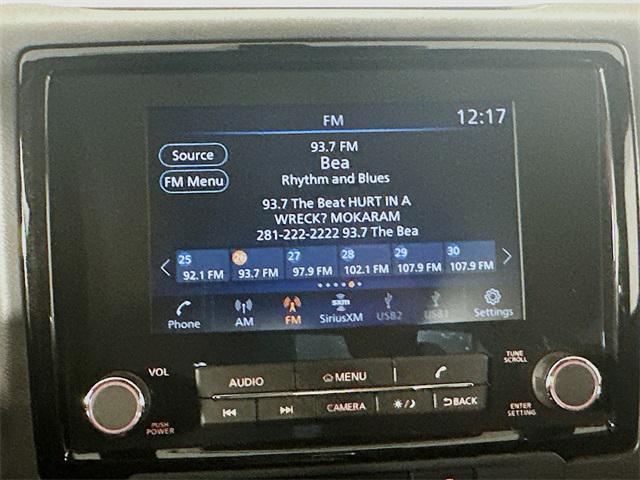 FM
12:17
Source
FM Menu
93.7 FM
Bea
Rhythm and Blues
93.7 The Beat HURT IN A
WRECK? MOKARAM
281-222-2222 93.7 The Bea
25 26 27 28 29 30
92.1 FM 93.7 FM 97.9 FM 102.1 FM 107.9 FM 107.9 FM
Phone AM FM SiriusXM USB2 USB1 Settings
VOL
PUSH
POWER
AUDIO MENU
CAMERA BACK
TUNE
SCROLL
ENTER
SETTING